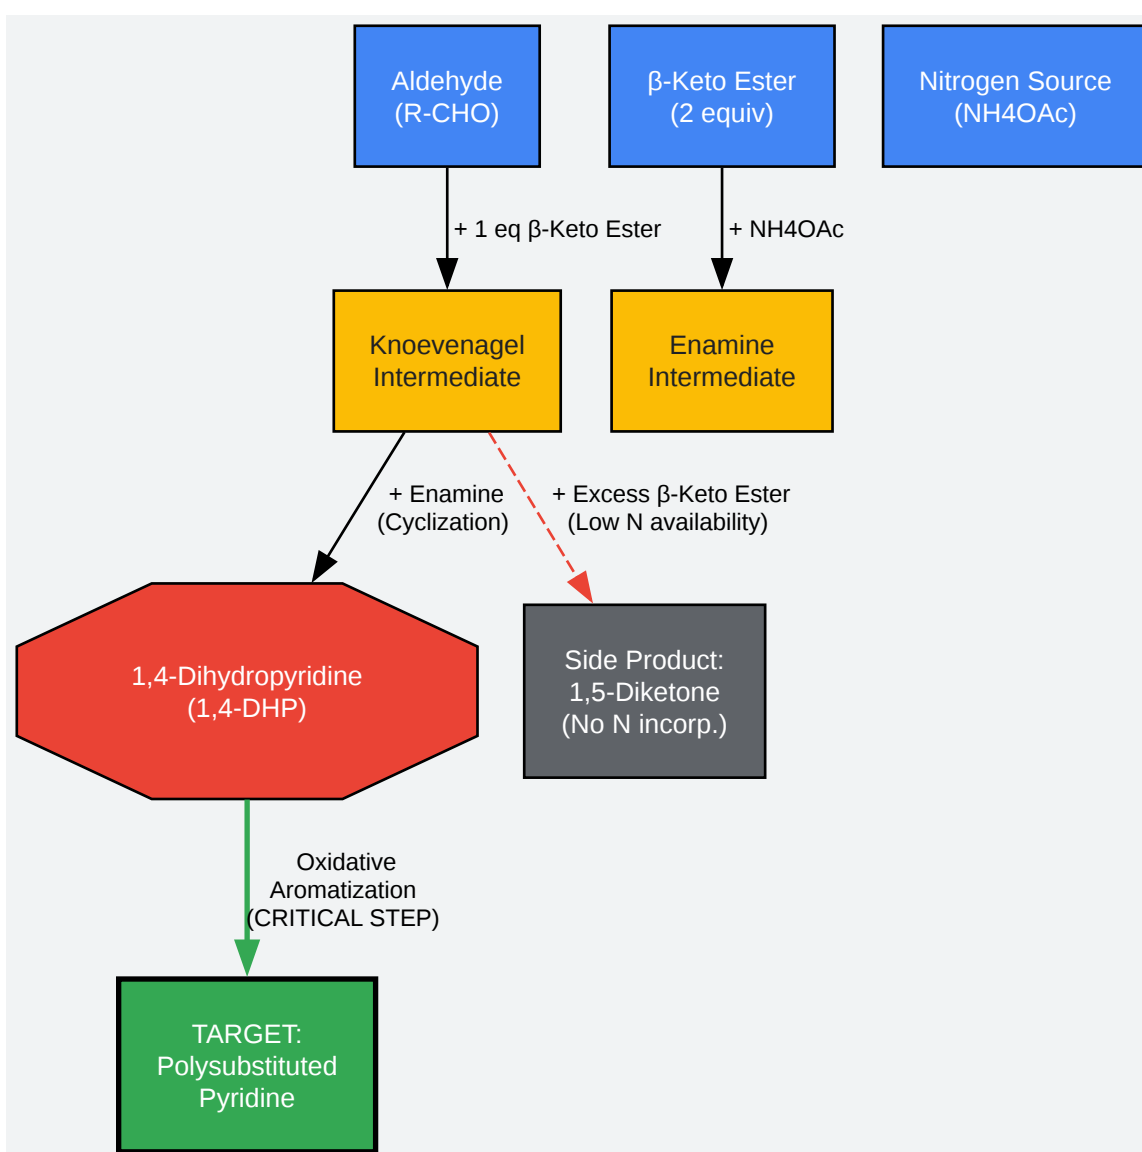 Aldehyde
(R-CHO)
β-Keto Ester
(2 equiv)
Nitrogen Source
(NH4OAc)
+ 1 eq β-Keto Ester
+ NH4OAc
Knoevenagel
Intermediate
Enamine
Intermediate
+ Enamine
(Cyclization)
+ Excess β-Keto Ester
(Low N availability)
1,4-Dihydropyridine
(1,4-DHP)
Side Product:
1,5-Diketone
(No N incorp.)
Oxidative
Aromatization
(CRITICAL STEP)
TARGET:
Polysubstituted
Pyridine